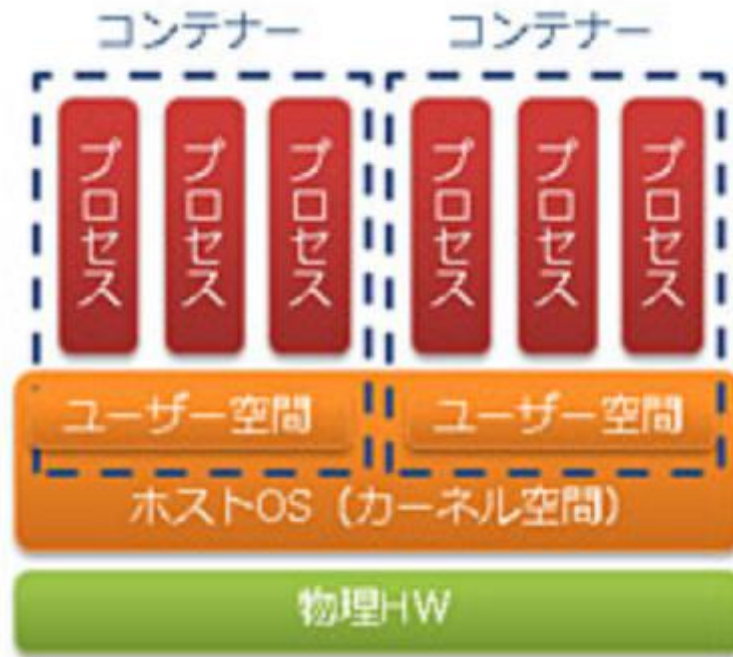 コンテナー コンテナー
プロセス
プロセス
プロセス
プロセス
プロセス
プロセス
ユーザー空間 ユーザー空間
ホストOS（カーネル空間）
物理HW